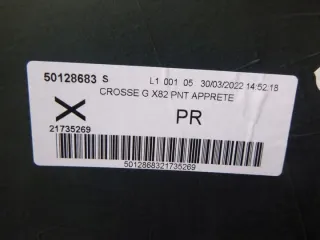 50128683 S L1 001 05 30/03/2022 14:52:18
CROSSE G X82 PNT APPRETE
X PR
21735269
5012868321735269